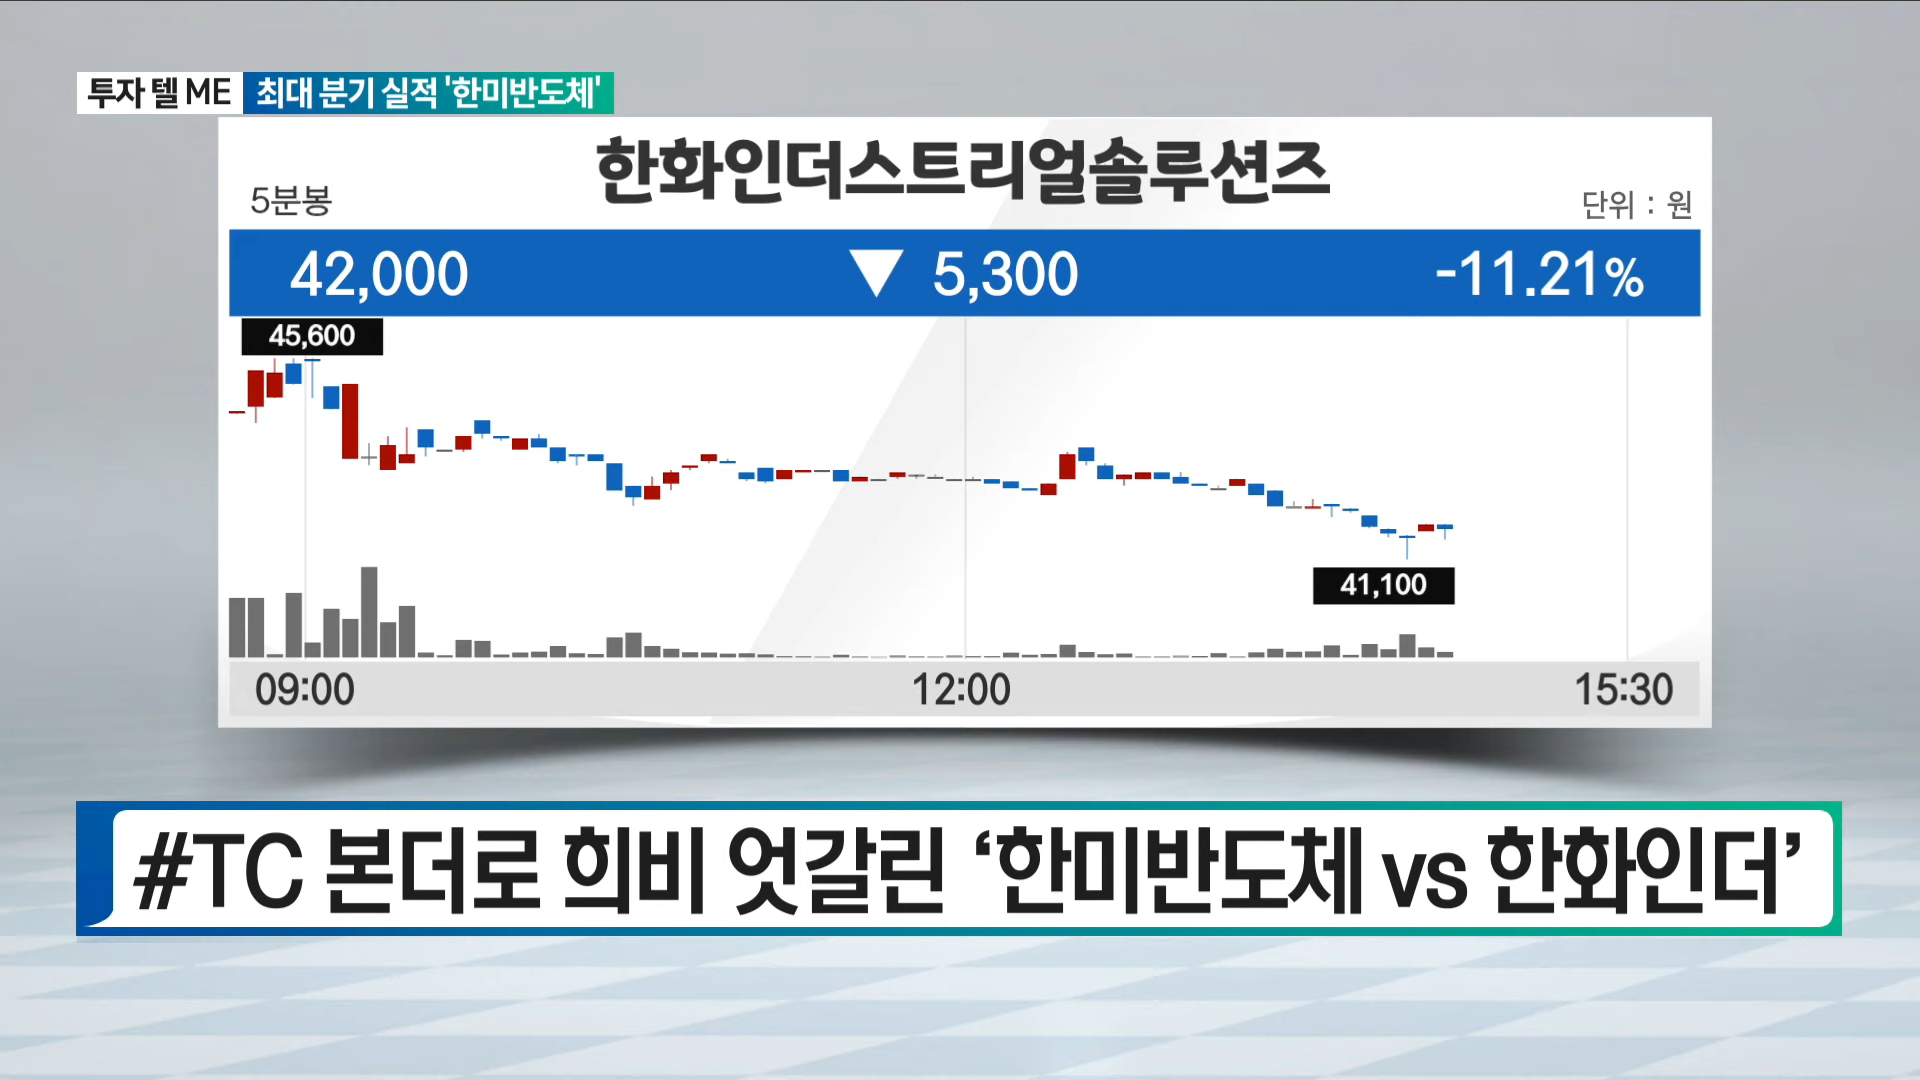 투자 텔 ME 최대 분기 실적 '한미반도체'
한화인더스트리얼솔루션즈
5분봉
단위 : 원
42,000 ▼ 5,300 -11.21%
45,600
41,100
09:00 12:00 15:30
#TC 본더로 희비 엇갈린 ‘한미반도체 vs 한화인더’